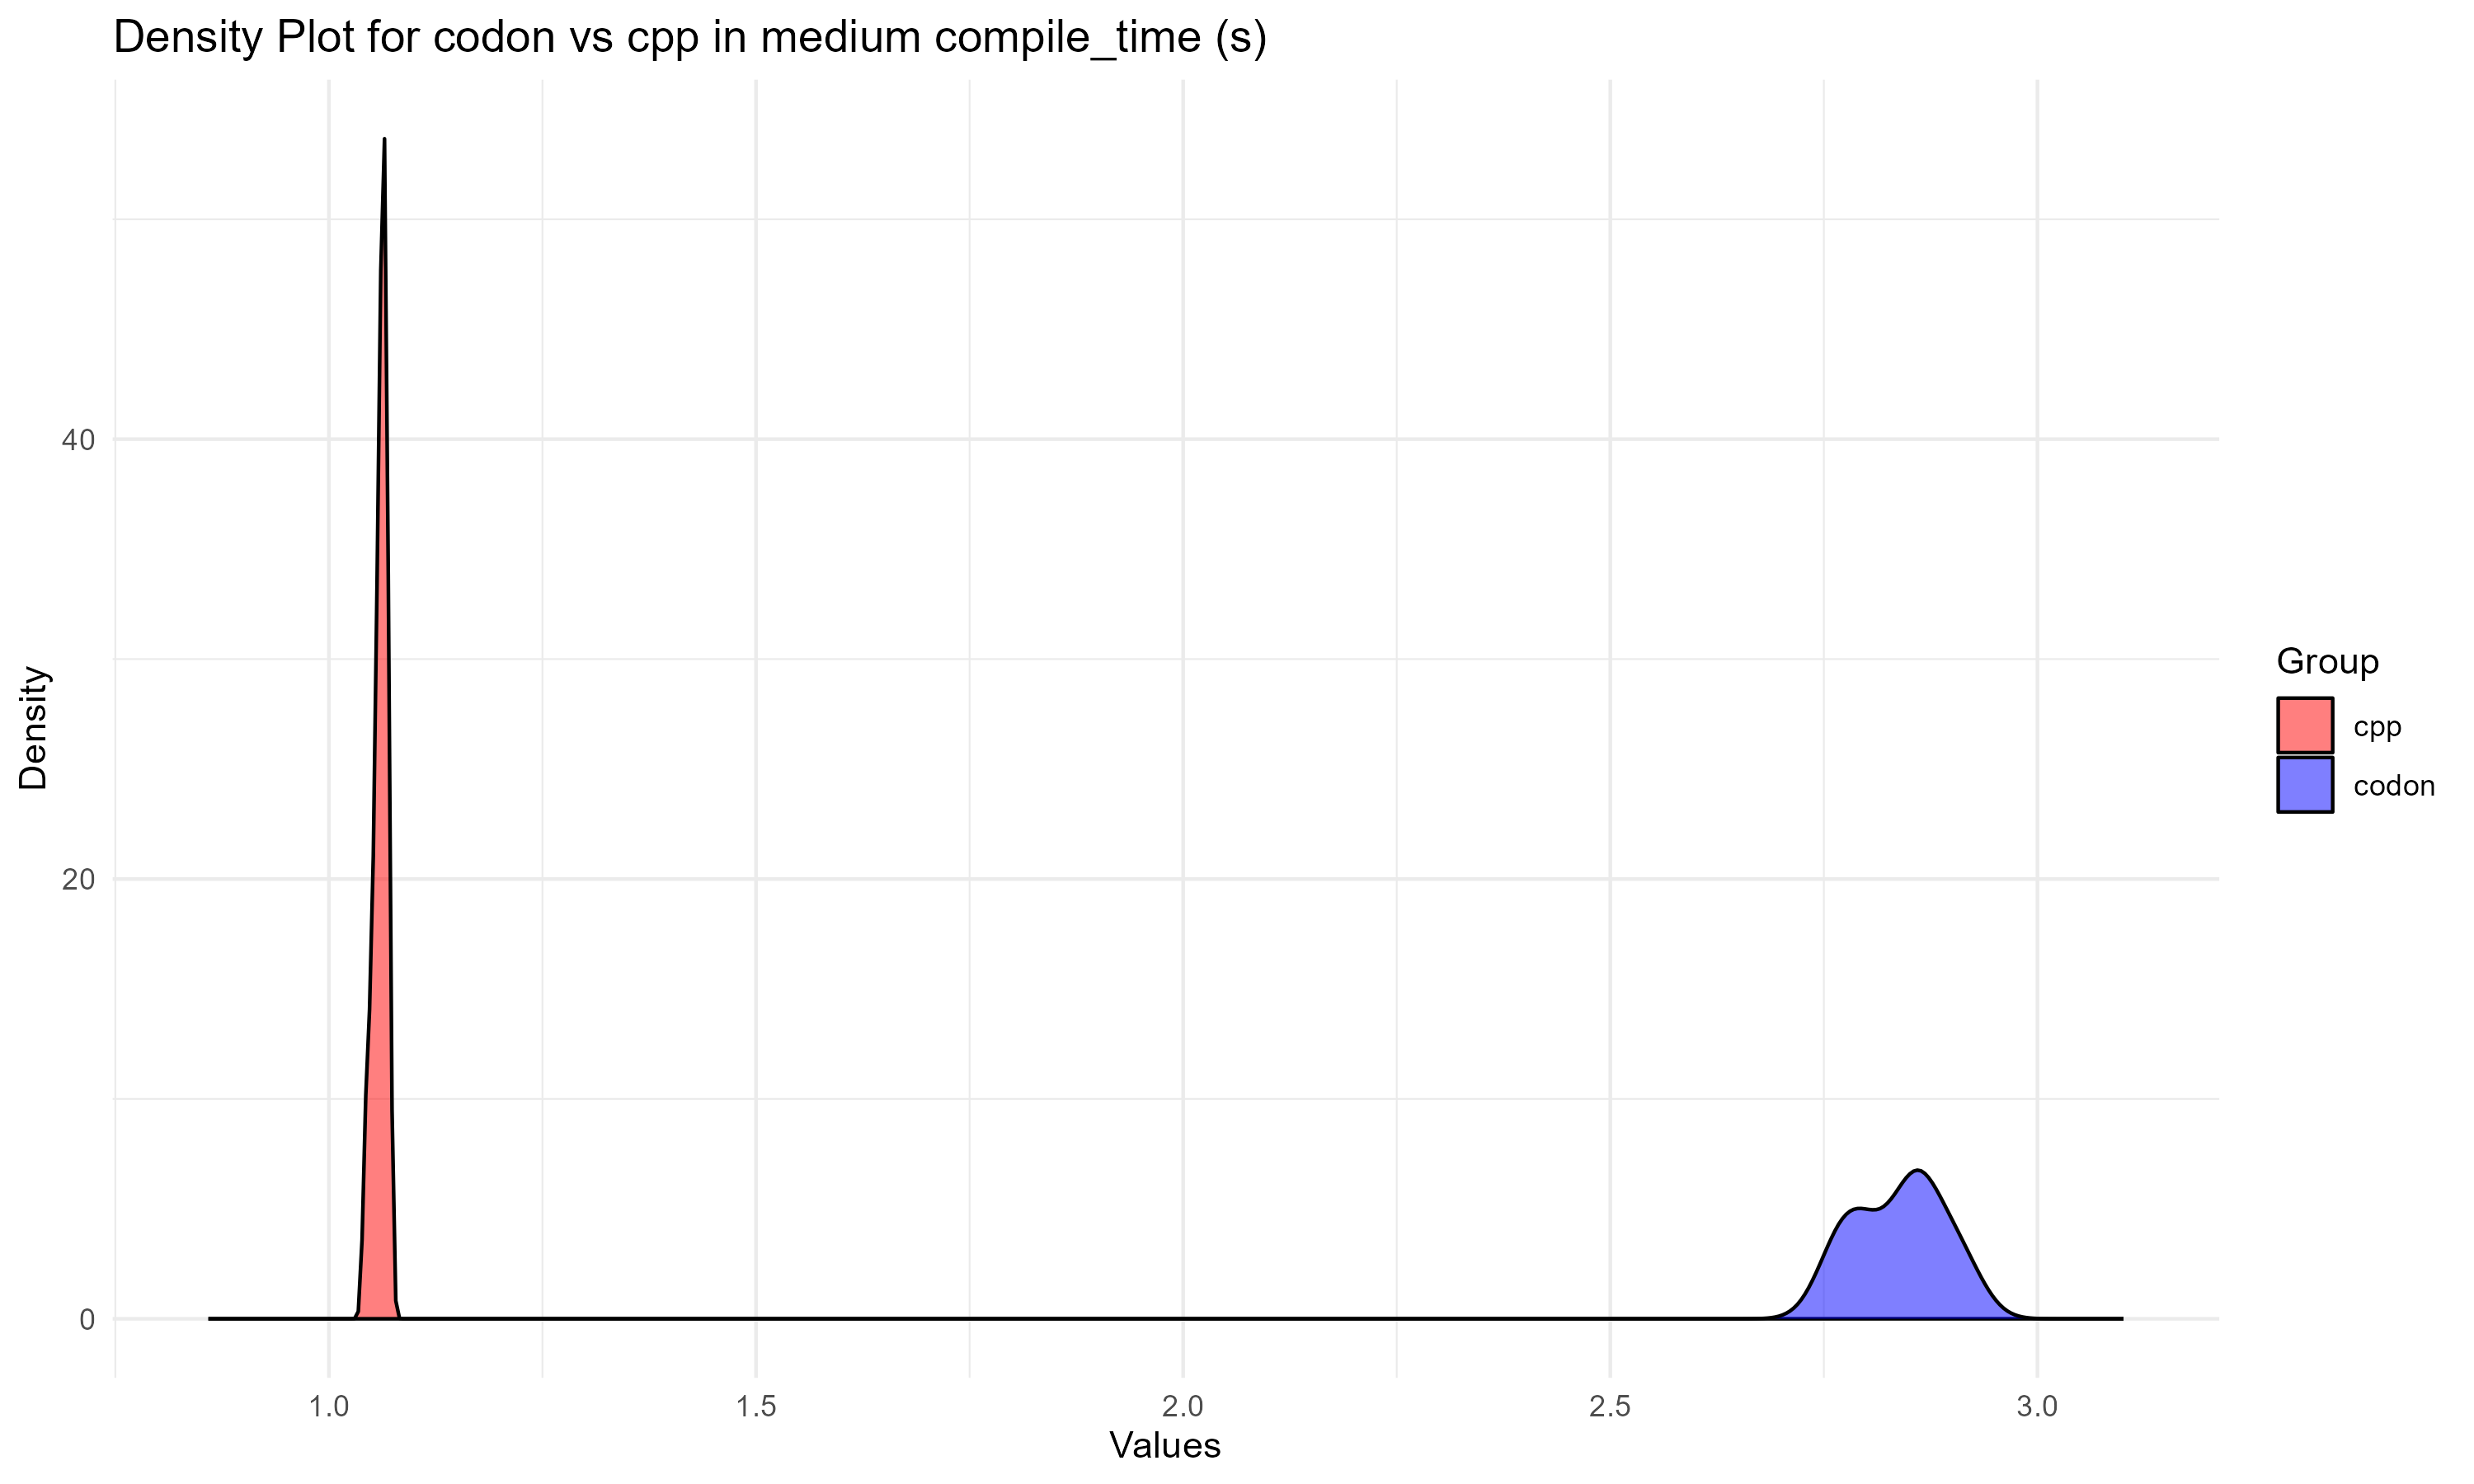 Density Plot for codon vs cpp in medium compile_time (s)
Density
40
20
0
1.0 1.5 2.0 2.5 3.0
Values
Group
cpp
codon